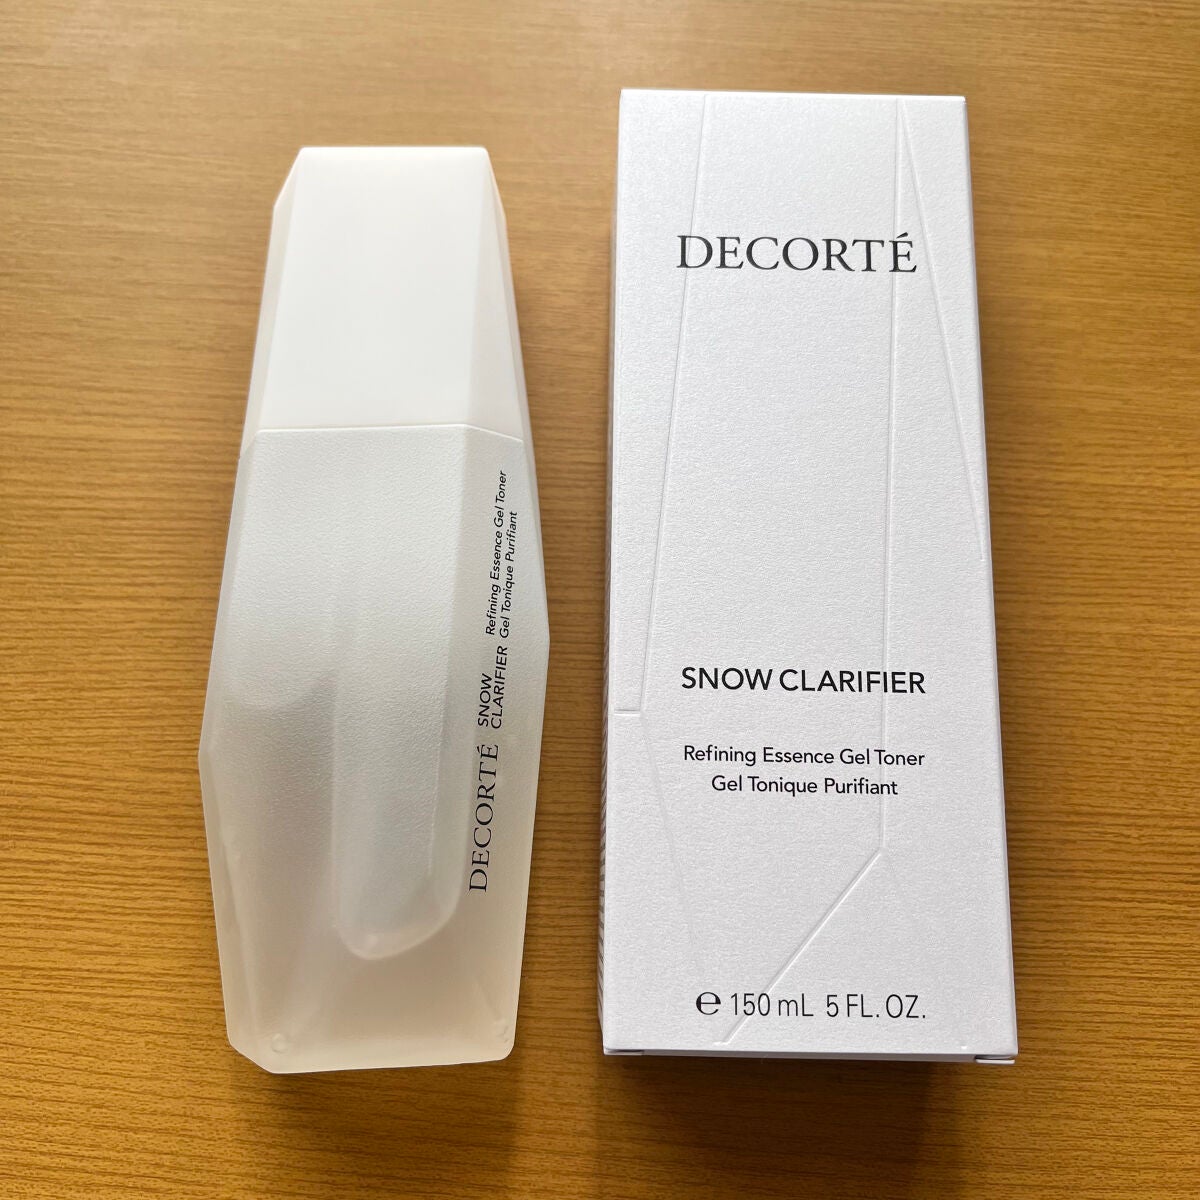 DECORTÉ
SNOW
CLARIFIER
Refining Essence Gel Toner
Gel Tonique Purifiant
DECORTÉ
SNOW CLARIFIER
Refining Essence Gel Toner
Gel Tonique Purifiant
℮ 150 mL 5 FL. OZ.